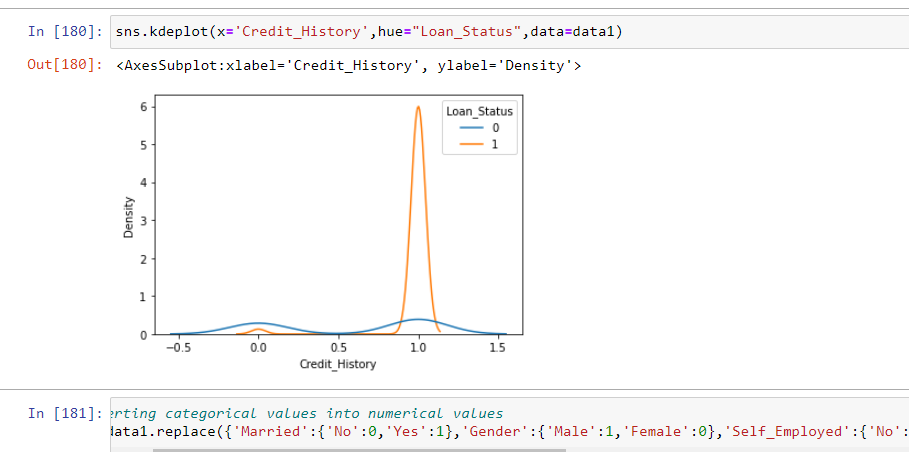 In [180]: sns.kdeplot(x='Credit_History',hue="Loan_Status",data=data1)
Out[180]: <AxesSubplot:xlabel='Credit_History', ylabel='Density'>
Loan_Status
0
1
6
5
4
3
2
1
0
Density
−0.5 0.0 0.5 1.0 1.5
Credit_History
In [181]: erting categorical values into numerical values
data1.replace({'Married':{'No':0,'Yes':1},'Gender':{'Male':1,'Female':0},'Self_Employed':{'No':